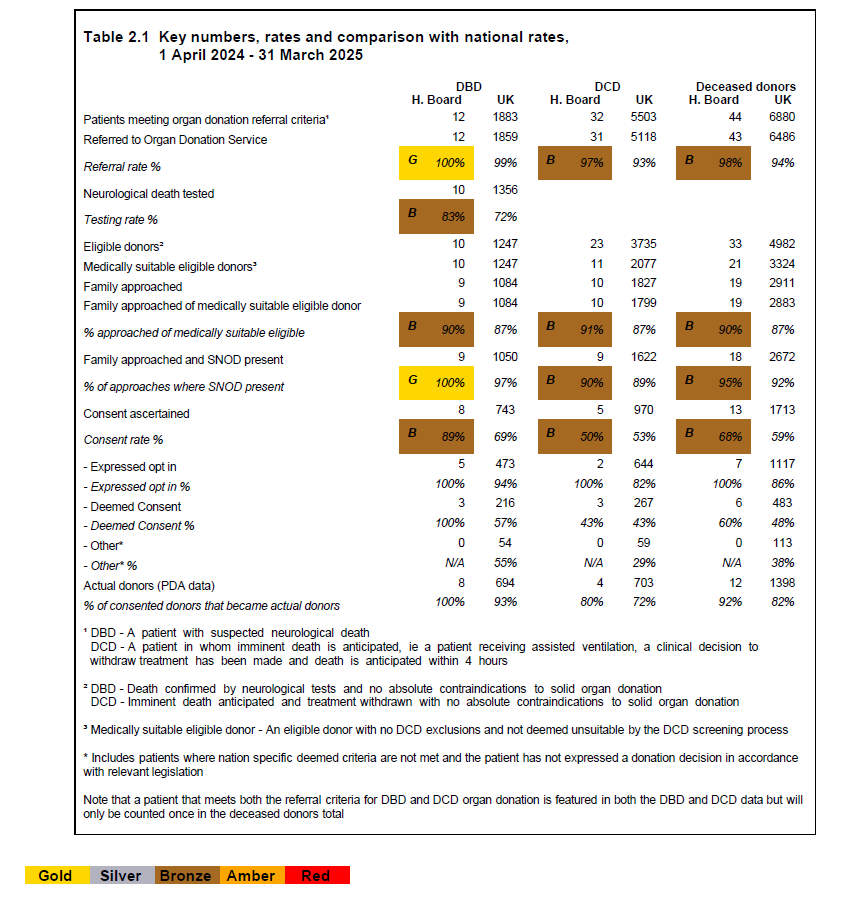 Table 2.1 Key numbers, rates and comparison with national rates,
1 April 2024 - 31 March 2025
DBD DCD Deceased donors
H. Board UK H. Board UK H. Board UK
Patients meeting organ donation referral criteria¹ 12 1883 32 5503 44 6880
Referred to Organ Donation Service 12 1859 31 5118 43 6486
Referral rate % G 100% 99% B 97% 93% B 98% 94%
Neurological death tested 10 1356
Testing rate % B 83% 72%
Eligible donors² 10 1247 23 3735 33 4982
Medically suitable eligible donors³ 10 1247 11 2077 21 3324
Family approached 9 1084 10 1827 19 2911
Family approached of medically suitable eligible donor 9 1084 10 1799 19 2883
% approached of medically suitable eligible B 90% 87% B 91% 87% B 90% 87%
Family approached and SNOD present 9 1050 9 1622 18 2672
% of approaches where SNOD present G 100% 97% B 90% 89% B 95% 92%
Consent ascertained 8 743 5 970 13 1713
Consent rate % B 89% 69% B 50% 53% B 68% 59%
- Expressed opt in 5 473 2 644 7 1117
- Expressed opt in % 100% 94% 100% 82% 100% 86%
- Deemed Consent 3 216 3 267 6 483
- Deemed Consent % 100% 57% 43% 43% 60% 48%
- Other* 0 54 0 59 0 113
- Other* % N/A 55% N/A 29% N/A 38%
Actual donors (PDA data) 8 694 4 703 12 1398
% of consented donors that became actual donors 100% 93% 80% 72% 92% 82%
¹ DBD - A patient with suspected neurological death
DCD - A patient in whom imminent death is anticipated, ie a patient receiving assisted ventilation, a clinical decision to
withdraw treatment has been made and death is anticipated within 4 hours
² DBD - Death confirmed by neurological tests and no absolute contraindications to solid organ donation
DCD - Imminent death anticipated and treatment withdrawn with no absolute contraindications to solid organ donation
³ Medically suitable eligible donor - An eligible donor with no DCD exclusions and not deemed unsuitable by the DCD screening process
* Includes patients where nation specific deemed criteria are not met and the patient has not expressed a donation decision in accordance
with relevant legislation
Note that a patient that meets both the referral criteria for DBD and DCD organ donation is featured in both the DBD and DCD data but will
only be counted once in the deceased donors total
Gold Silver Bronze Amber Red